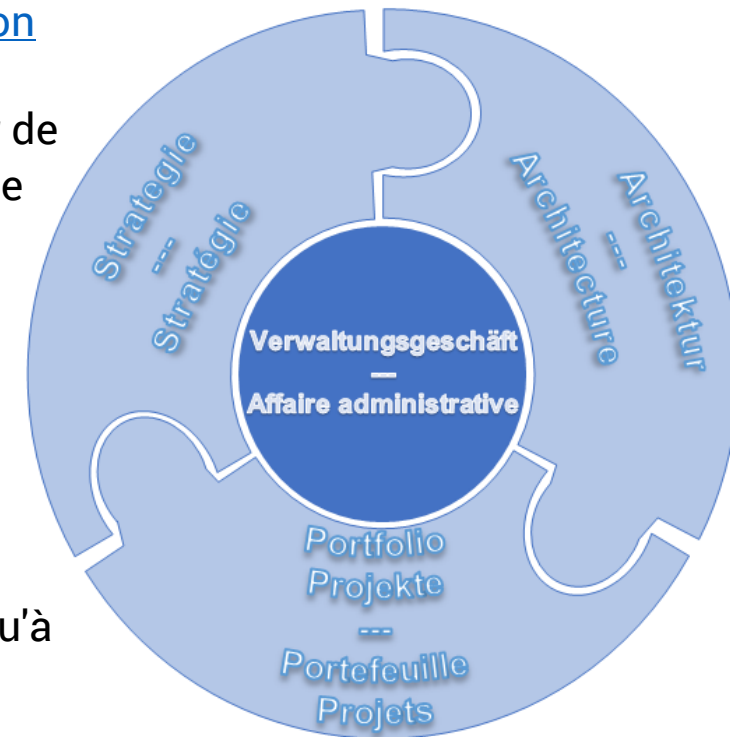 on
de
e
u'à
Strategie
---
Stratégie
Architektur
---
Architecture
Verwaltungsgeschäft
—
Affaire administrative
Portfolio
Projekte
---
Portefeuille
Projets